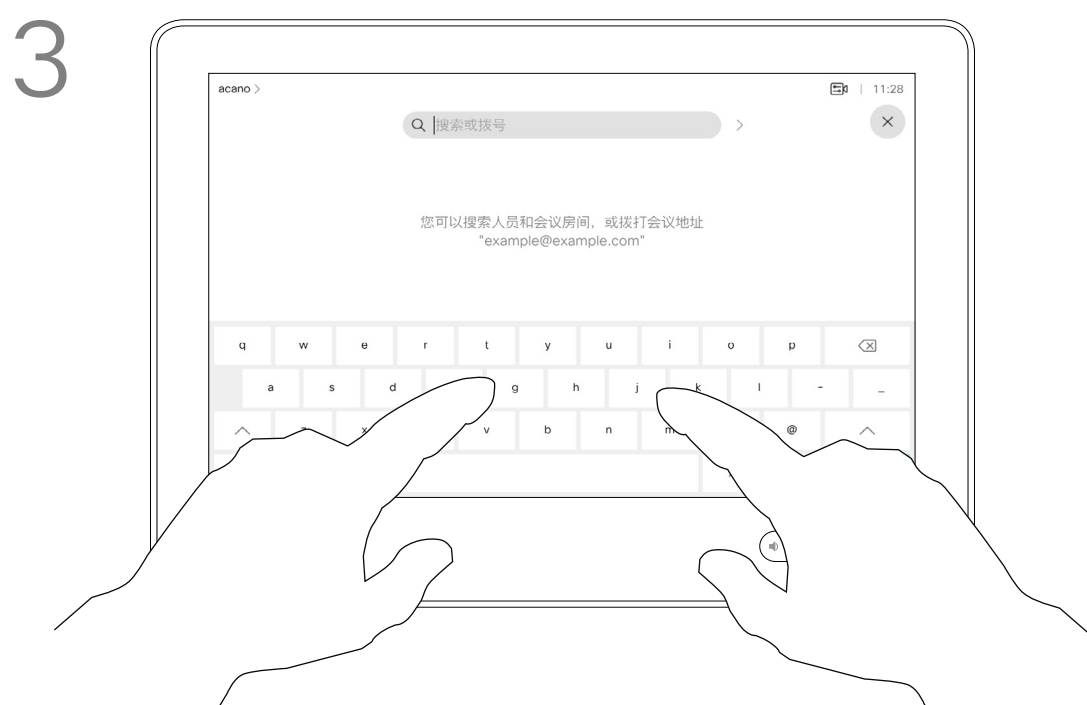 3
acano >
11:28
搜索或拨号
您可以搜索人员和会议房间，或拨打会议地址
"example@example.com"
q w e r t y u i o p
a s d g h j k l - _
x v b n m @